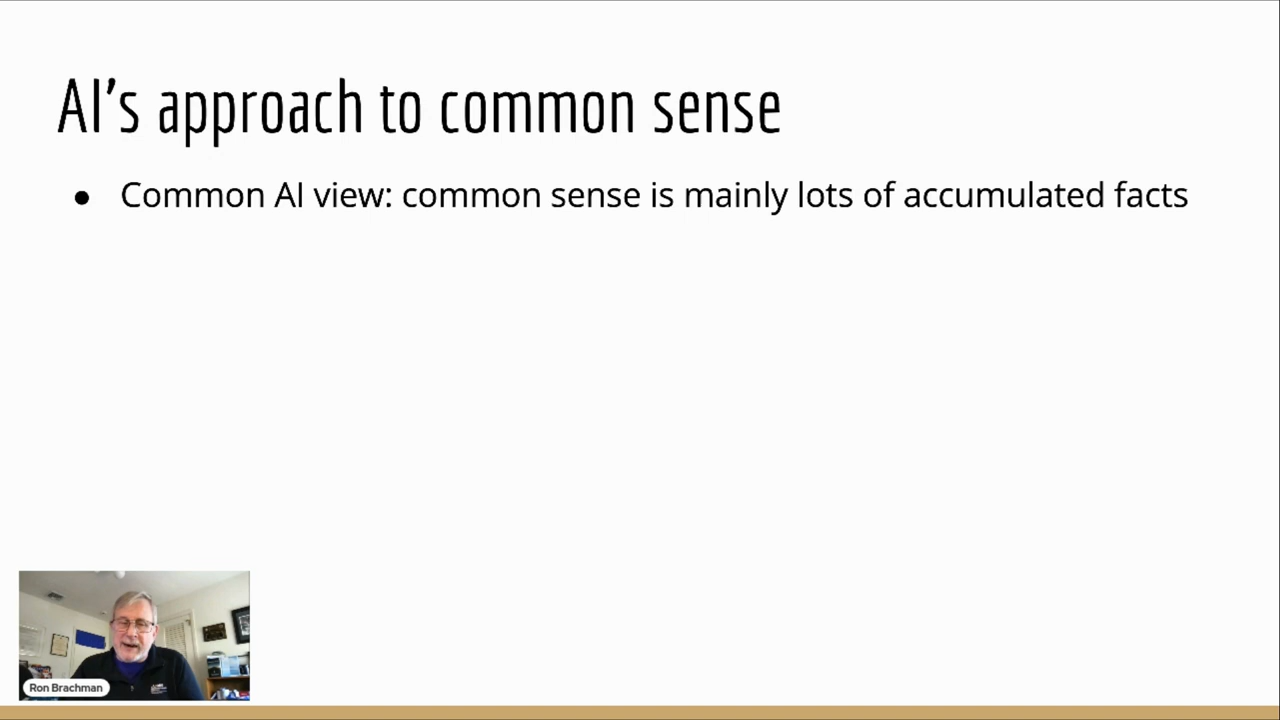 AI's approach to common sense
● Common AI view: common sense is mainly lots of accumulated facts
Ron Brachman